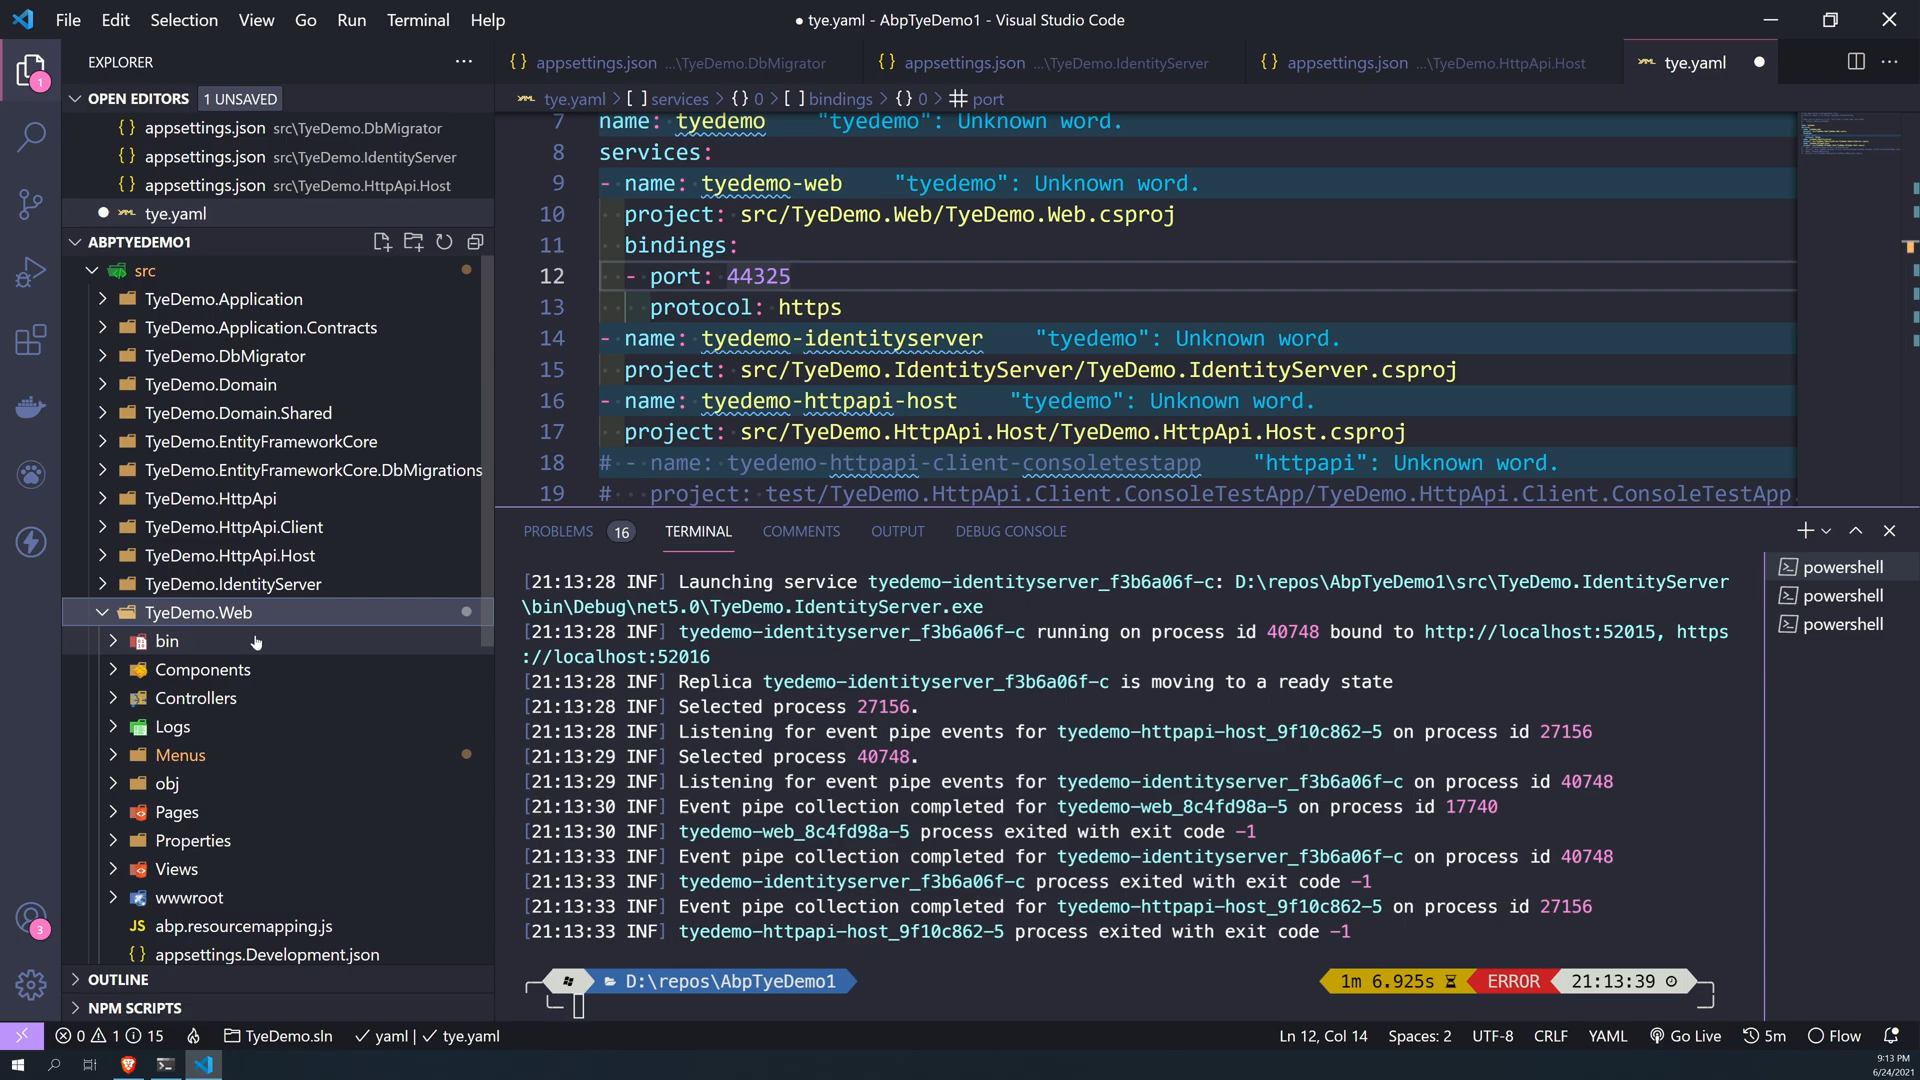 File Edit Selection View Go Run Terminal Help
● tye.yaml - AbpTyeDemo1 - Visual Studio Code
EXPLORER
OPEN EDITORS 1 UNSAVED
appsettings.json src\TyeDemo.DbMigrator
appsettings.json src\TyeDemo.IdentityServer
appsettings.json src\TyeDemo.HttpApi.Host
tye.yaml
ABPTYEDEMO1
src
TyeDemo.Application
TyeDemo.Application.Contracts
TyeDemo.DbMigrator
TyeDemo.Domain
TyeDemo.Domain.Shared
TyeDemo.EntityFrameworkCore
TyeDemo.EntityFrameworkCore.DbMigrations
TyeDemo.HttpApi
TyeDemo.HttpApi.Client
TyeDemo.HttpApi.Host
TyeDemo.IdentityServer
TyeDemo.Web
bin
Components
Controllers
Logs
Menus
obj
Pages
Properties
Views
wwwroot
JS abp.resourcemapping.js
appsettings.Development.json
OUTLINE
NPM SCRIPTS
1
3
{} appsettings.json ...\TyeDemo.DbMigrator
{} appsettings.json ...\TyeDemo.IdentityServer
{} appsettings.json ...\TyeDemo.HttpApi.Host
tye.yaml
tye.yaml > [ ] services > {} 0 > [ ] bindings > {} 0 > # port
7 name: tyedemo "tyedemo": Unknown word.
8 services:
9 - name: tyedemo-web "tyedemo": Unknown word.
10 project: src/TyeDemo.Web/TyeDemo.Web.csproj
11 bindings:
12 - port: 44325
13 protocol: https
14 - name: tyedemo-identityserver "tyedemo": Unknown word.
15 project: src/TyeDemo.IdentityServer/TyeDemo.IdentityServer.csproj
16 - name: tyedemo-httpapi-host "tyedemo": Unknown word.
17 project: src/TyeDemo.HttpApi.Host/TyeDemo.HttpApi.Host.csproj
18 # - name: tyedemo-httpapi-client-consoletestapp "httpapi": Unknown word.
19 # project: test/TyeDemo.HttpApi.Client.ConsoleTestApp/TyeDemo.HttpApi.Client.ConsoleTestApp.
PROBLEMS 16 TERMINAL COMMENTS OUTPUT DEBUG CONSOLE
[21:13:28 INF] Launching service tyedemo-identityserver_f3b6a06f-c: D:\repos\AbpTyeDemo1\src\TyeDemo.IdentityServer
\bin\Debug\net5.0\TyeDemo.IdentityServer.exe
[21:13:28 INF] tyedemo-identityserver_f3b6a06f-c running on process id 40748 bound to http://localhost:52015, https
://localhost:52016
[21:13:28 INF] Replica tyedemo-identityserver_f3b6a06f-c is moving to a ready state
[21:13:28 INF] Selected process 27156.
[21:13:28 INF] Listening for event pipe events for tyedemo-httpapi-host_9f10c862-5 on process id 27156
[21:13:29 INF] Selected process 40748.
[21:13:29 INF] Listening for event pipe events for tyedemo-identityserver_f3b6a06f-c on process id 40748
[21:13:30 INF] Event pipe collection completed for tyedemo-web_8c4fd98a-5 on process id 17740
[21:13:30 INF] tyedemo-web_8c4fd98a-5 process exited with exit code -1
[21:13:33 INF] Event pipe collection completed for tyedemo-identityserver_f3b6a06f-c on process id 40748
[21:13:33 INF] tyedemo-identityserver_f3b6a06f-c process exited with exit code -1
[21:13:33 INF] Event pipe collection completed for tyedemo-httpapi-host_9f10c862-5 on process id 27156
[21:13:33 INF] tyedemo-httpapi-host_9f10c862-5 process exited with exit code -1
D:\repos\AbpTyeDemo1
1m 6.925s ERROR 21:13:39
powershell
powershell
powershell
0 1 15 TyeDemo.sln yaml | tye.yaml
Ln 12, Col 14 Spaces: 2 UTF-8 CRLF YAML Go Live 5m Flow
9:13 PM
6/24/2021